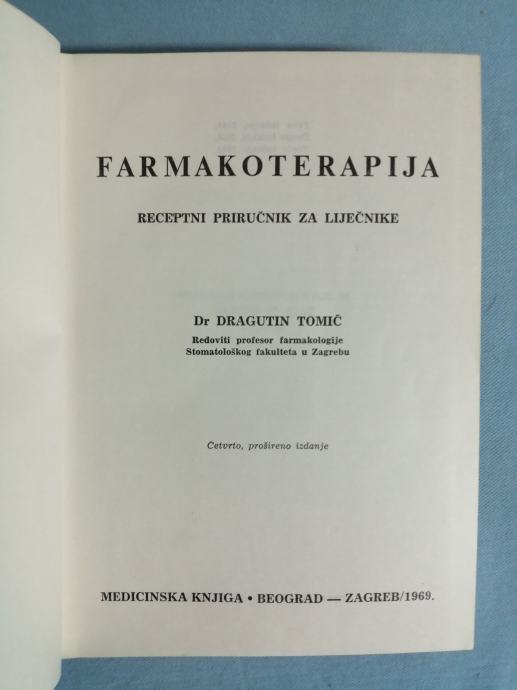 FARMAKOTERAPIJA
RECEPTNI PRIRUČNIK ZA LIJEČNIKE
Dr DRAGUTIN TOMIČ
Redoviti profesor farmakologije
Stomatološkog fakulteta u Zagrebu
Četvrto, prošireno izdanje
MEDICINSKA KNJIGA • BEOGRAD — ZAGREB/1969.